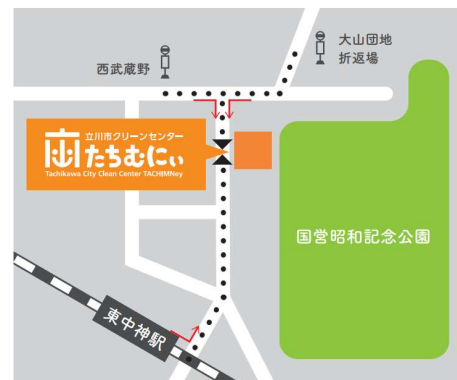 大山団地
折返場
西武蔵野
立川市クリーンセンター
たちむにぃ
Tachikawa City Clean Center TACHIMNey
国営昭和記念公園
東中神駅